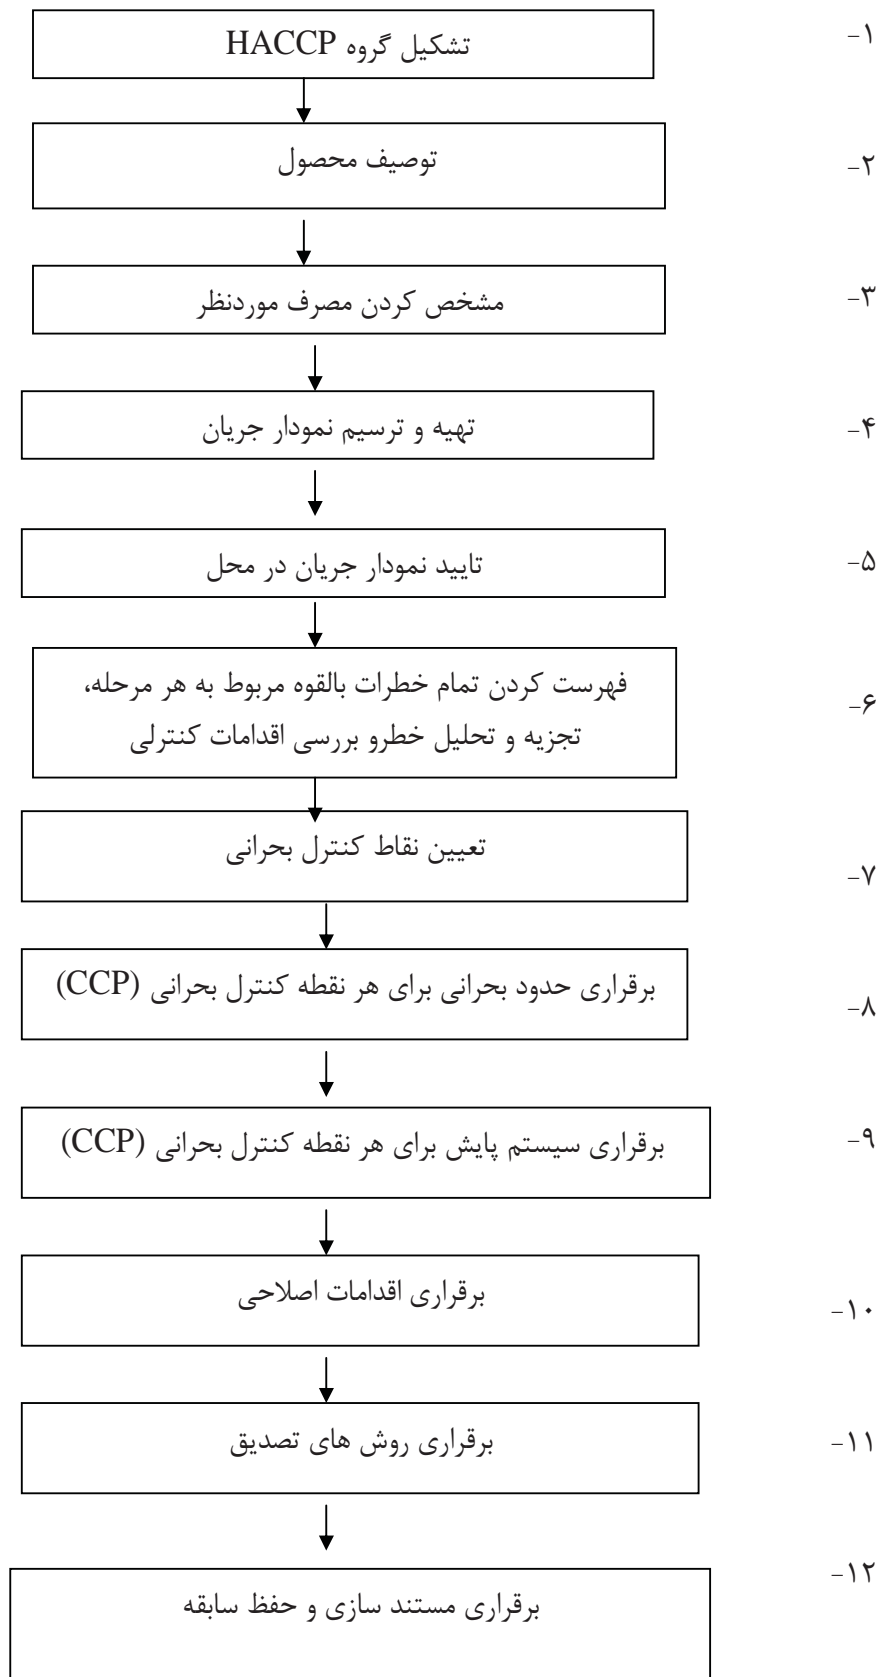 ۱-
تشکیل گروه HACCP
۲-
توصیف محصول
۳-
مشخص کردن مصرف موردنظر
۴-
تهیه و ترسیم نمودار جریان
۵-
تایید نمودار جریان در محل
۶-
فهرست کردن تمام خطرات بالقوه مربوط به هر مرحله،
تجزیه و تحلیل خطرو بررسی اقدامات کنترلی
۷-
تعیین نقاط کنترل بحرانی
۸-
برقراری حدود بحرانی برای هر نقطه کنترل بحرانی (CCP)
۹-
برقراری سیستم پایش برای هر نقطه کنترل بحرانی (CCP)
۱۰-
برقراری اقدامات اصلاحی
۱۱-
برقراری روش های تصدیق
۱۲-
برقراری مستند سازی و حفظ سابقه